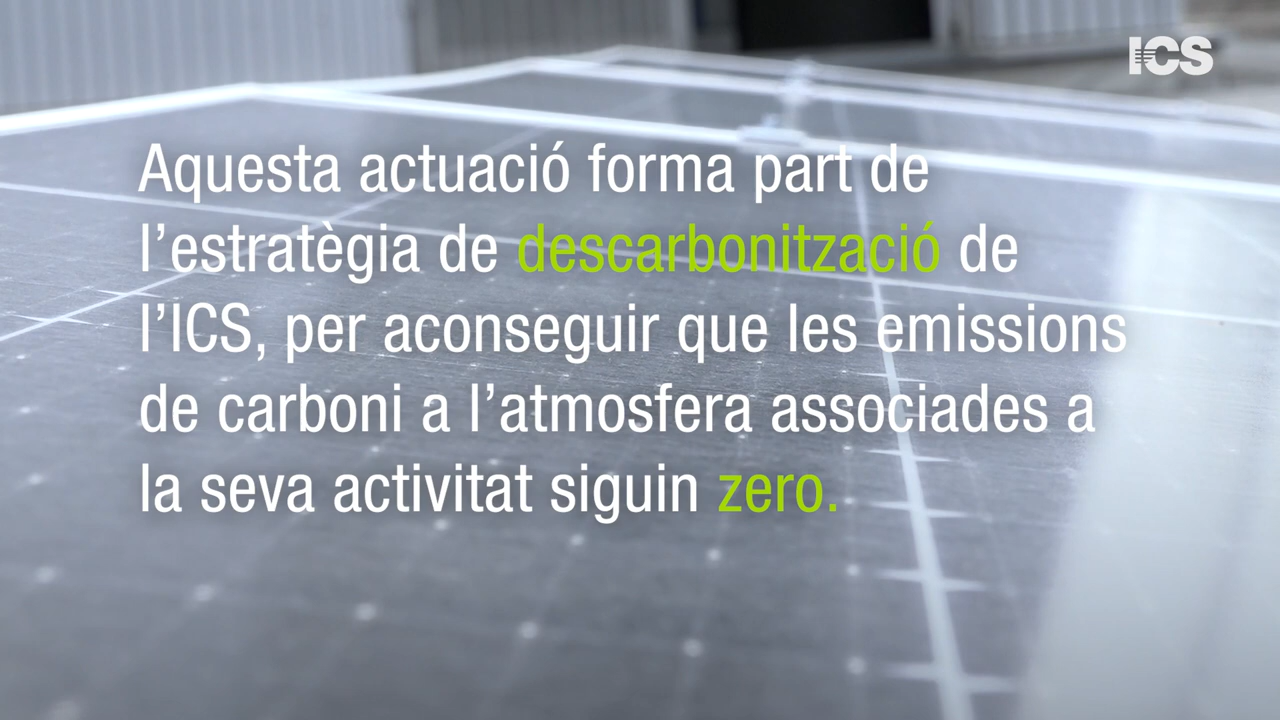 ICS
Aquesta actuació forma part de
l’estratègia de descarbonització de
l’ICS, per aconseguir que les emissions
de carboni a l’atmosfera associades a
la seva activitat siguin zero.